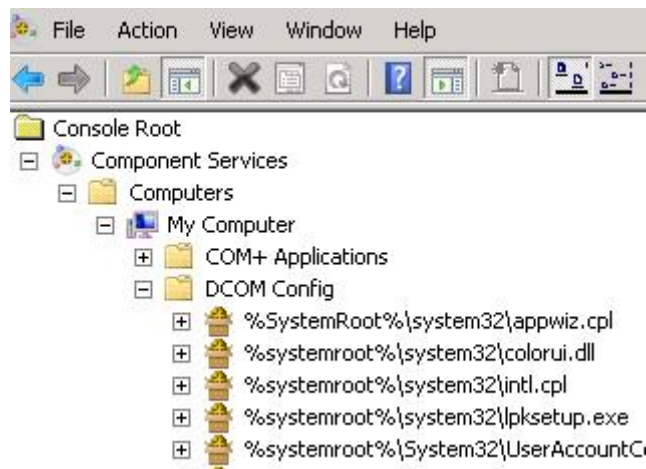 File Action View Window Help
Console Root
Component Services
Computers
My Computer
COM+ Applications
DCOM Config
%SystemRoot%\system32\appwiz.cpl
%systemroot%\system32\colorui.dll
%systemroot%\system32\intl.cpl
%systemroot%\system32\lpksetup.exe
%systemroot%\System32\UserAccountC